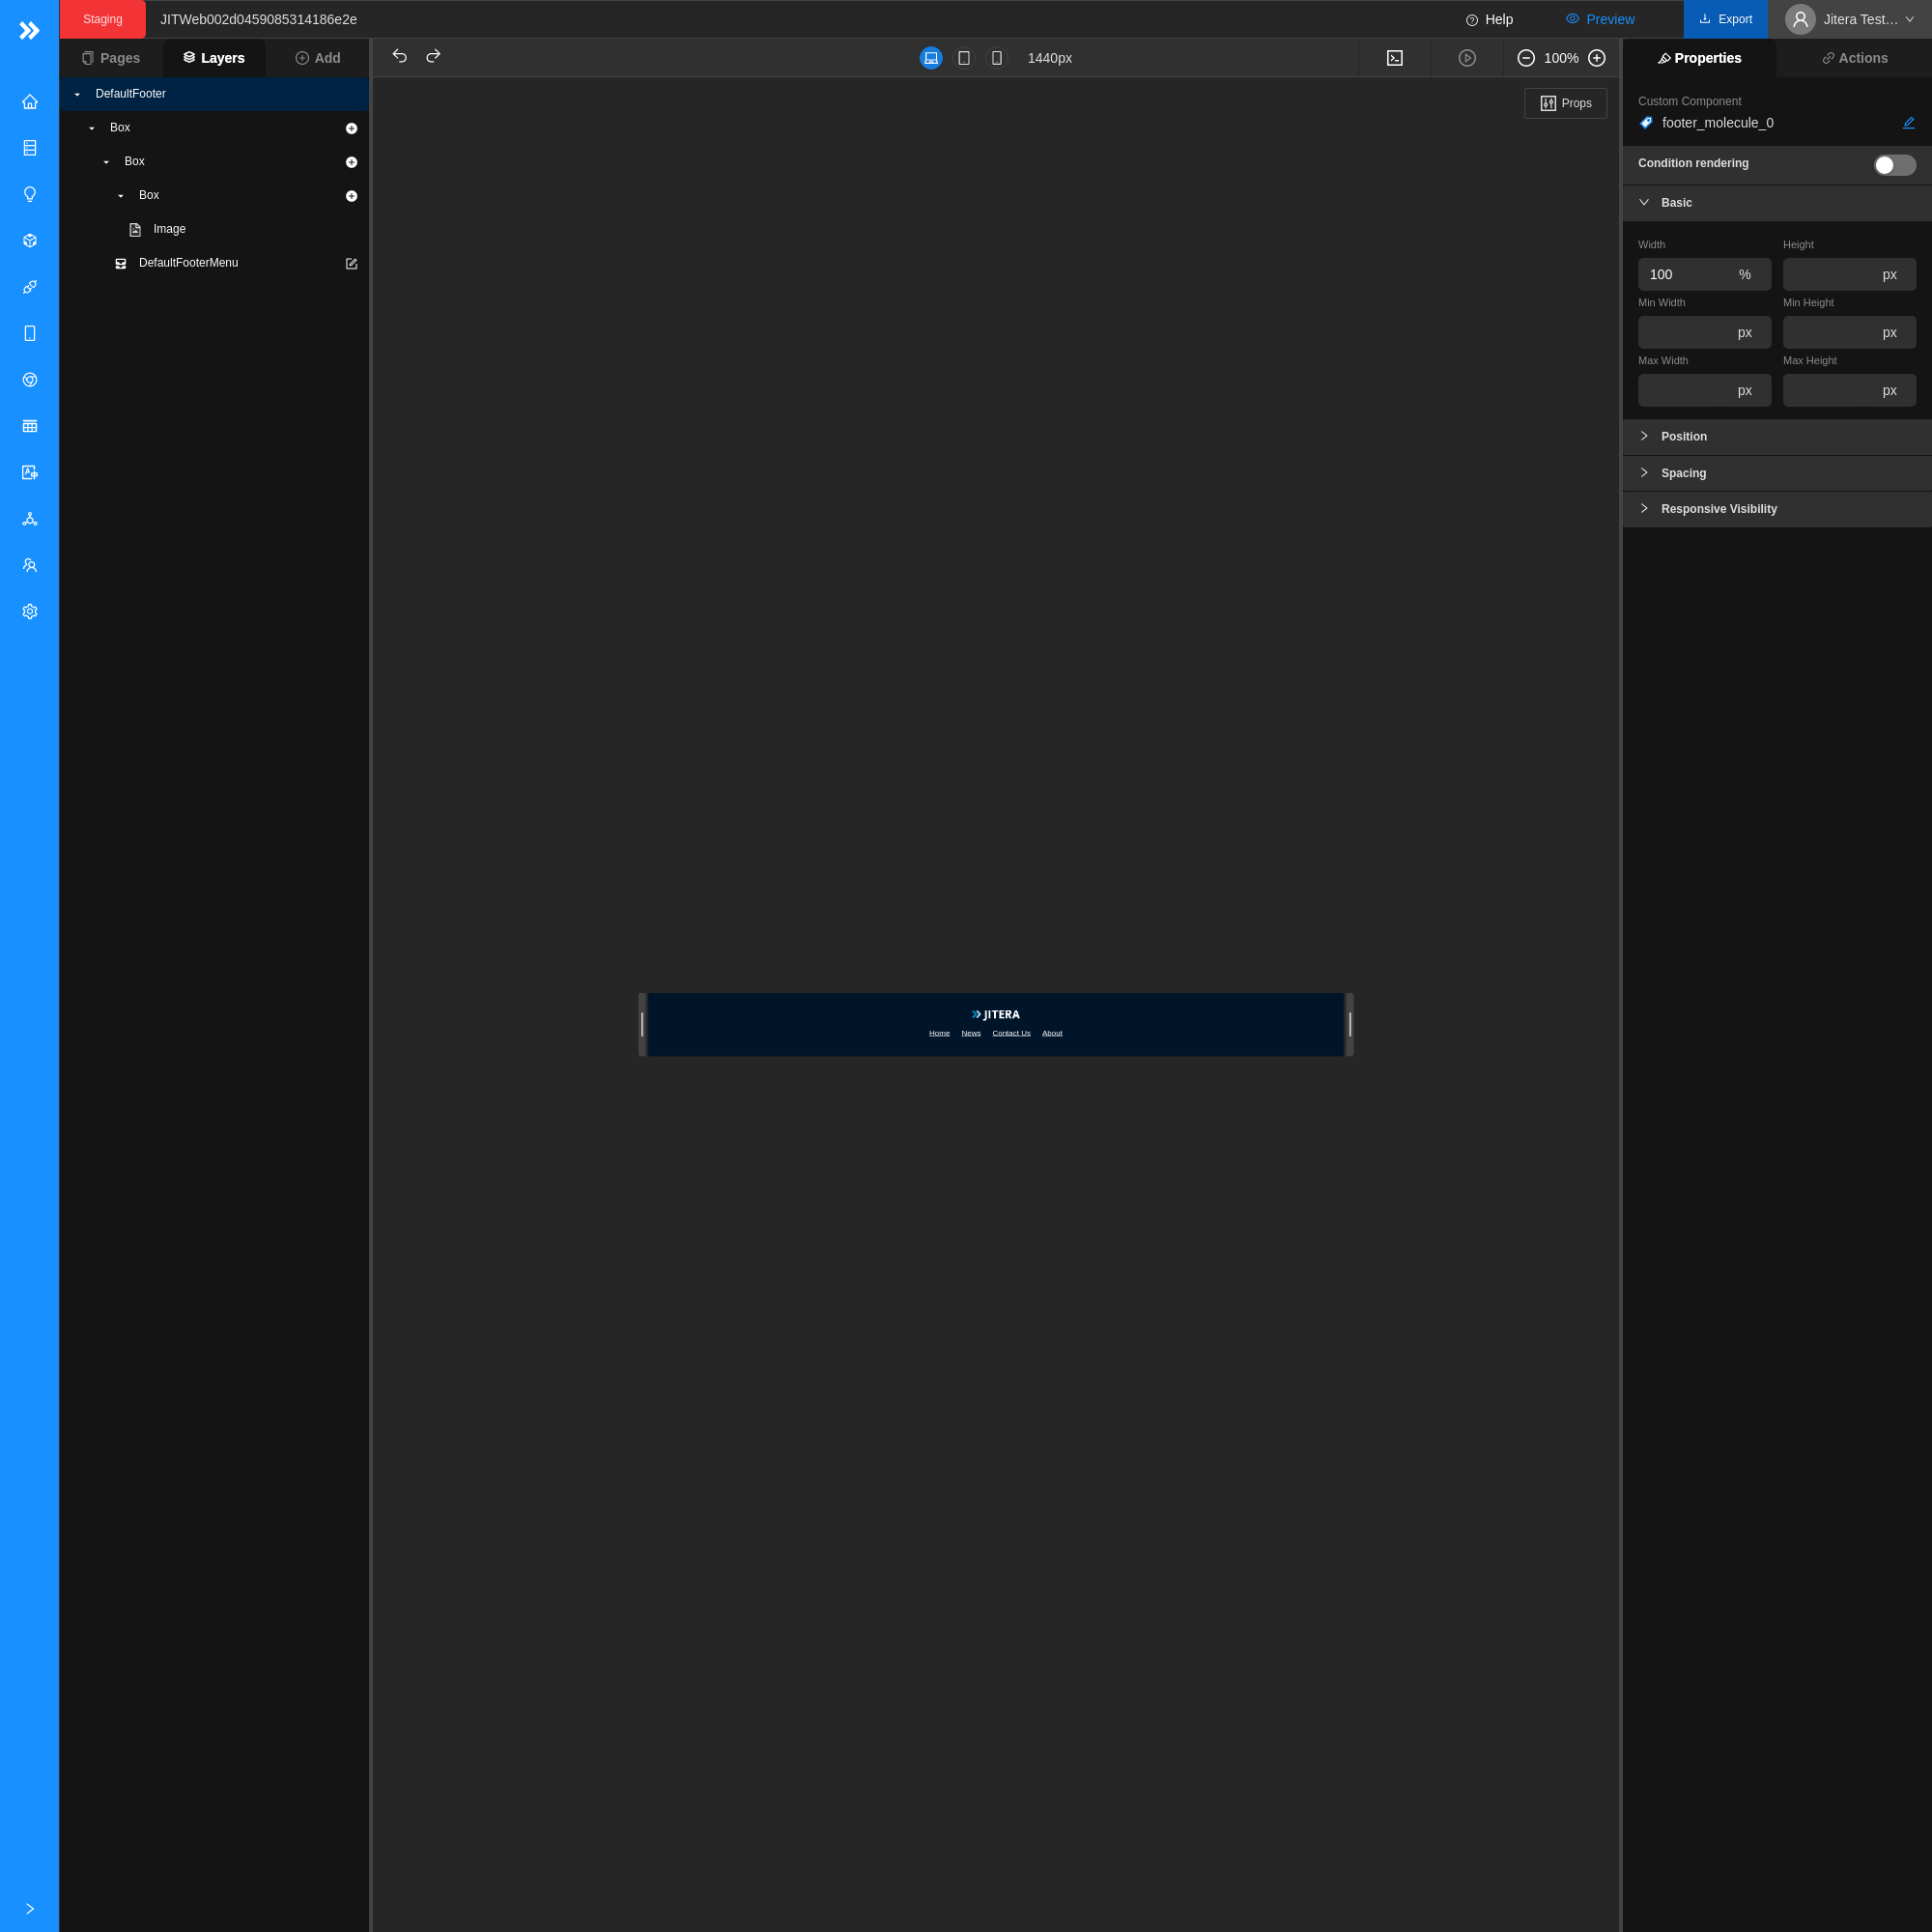 Staging JITWeb002d0459085314186e2e Help Preview Export Jitera Test...
Pages Layers Add 1440px 100% Properties Actions
DefaultFooter
Box
Box
Box
Image
DefaultFooterMenu
Props
JITERA
Home News Contact Us About
Custom Component
footer_molecule_0
Condition rendering
Basic
Width Height
100 % px
Min Width Min Height
px px
Max Width Max Height
px px
Position
Spacing
Responsive Visibility